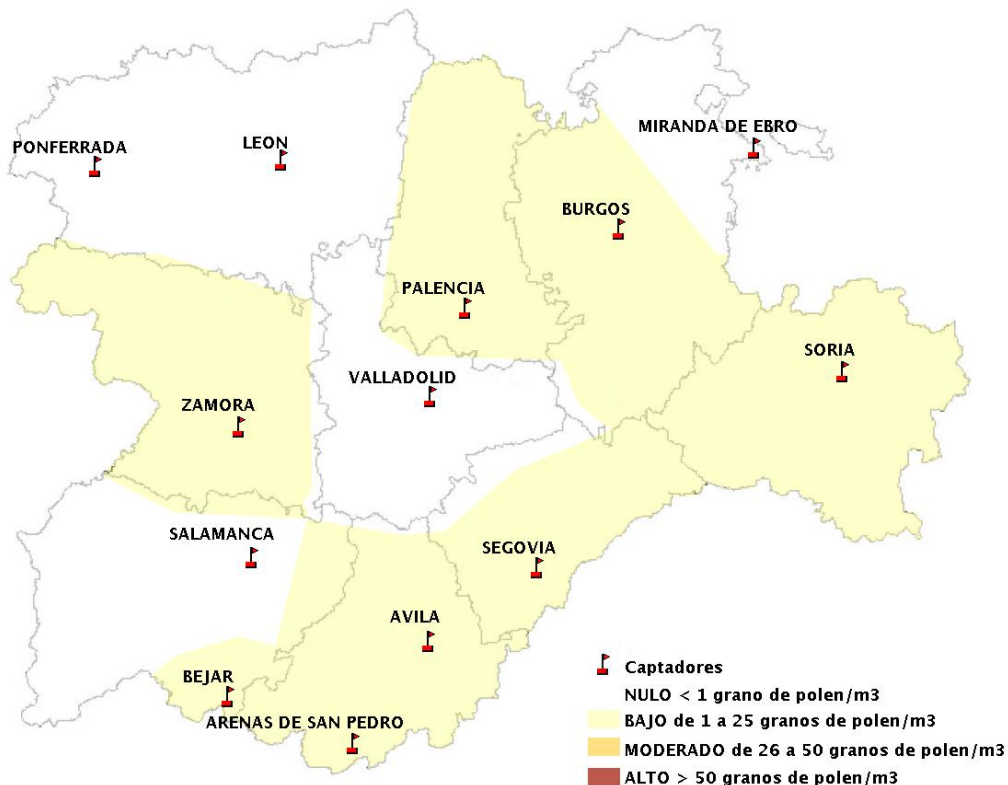 MIRANDA DE EBRO
PONFERRADA
LEON
BURGOS
PALENCIA
SORIA
VALLADOLID
ZAMORA
SALAMANCA
SEGOVIA
AVILA
BEJAR
ARENAS DE SAN PEDRO
Captadores
NULO < 1 grano de polen/m3
BAJO de 1 a 25 granos de polen/m3
MODERADO de 26 a 50 granos de polen/m3
ALTO > 50 granos de polen/m3